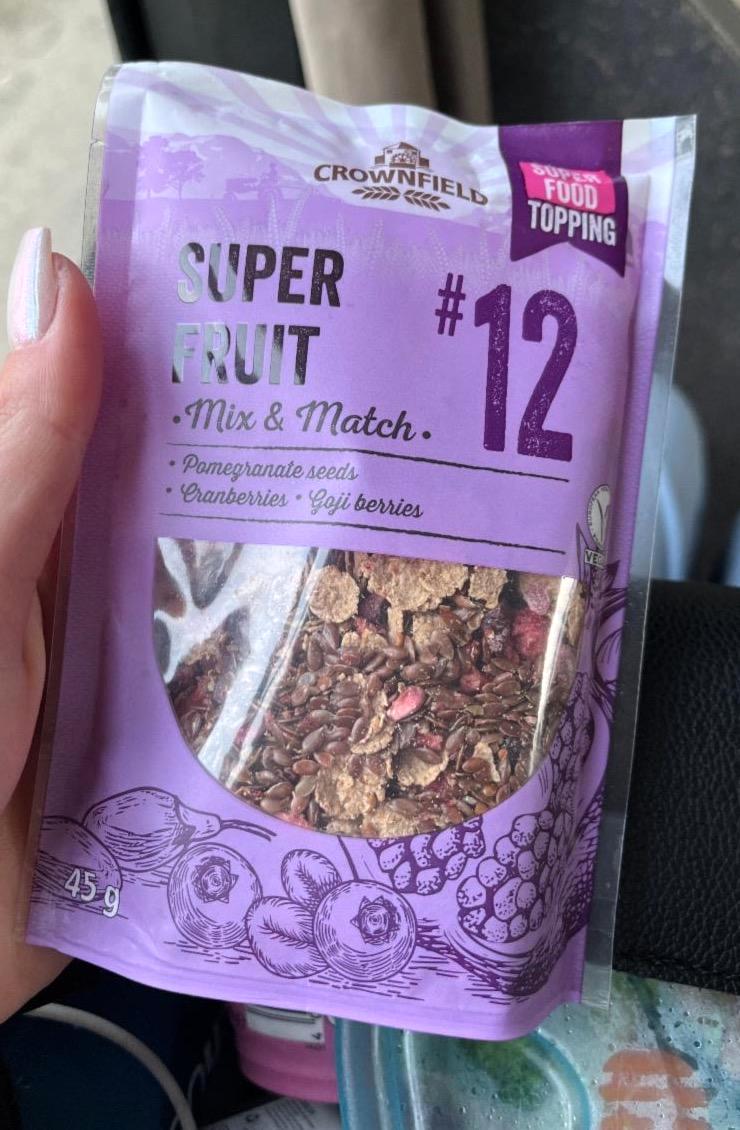 CROWNFIELD
SUPER
FOOD
TOPPING
SUPER
FRUIT
#12
•Mix & Match•
• Pomegranate seeds
• Cranberries • Goji berries
45 g